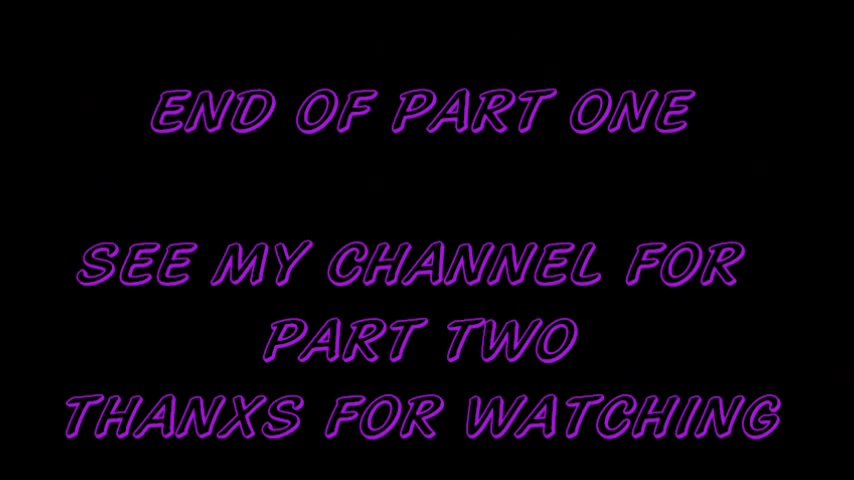 END OF PART ONE
SEE MY CHANNEL FOR
PART TWO
THANXS FOR WATCHING